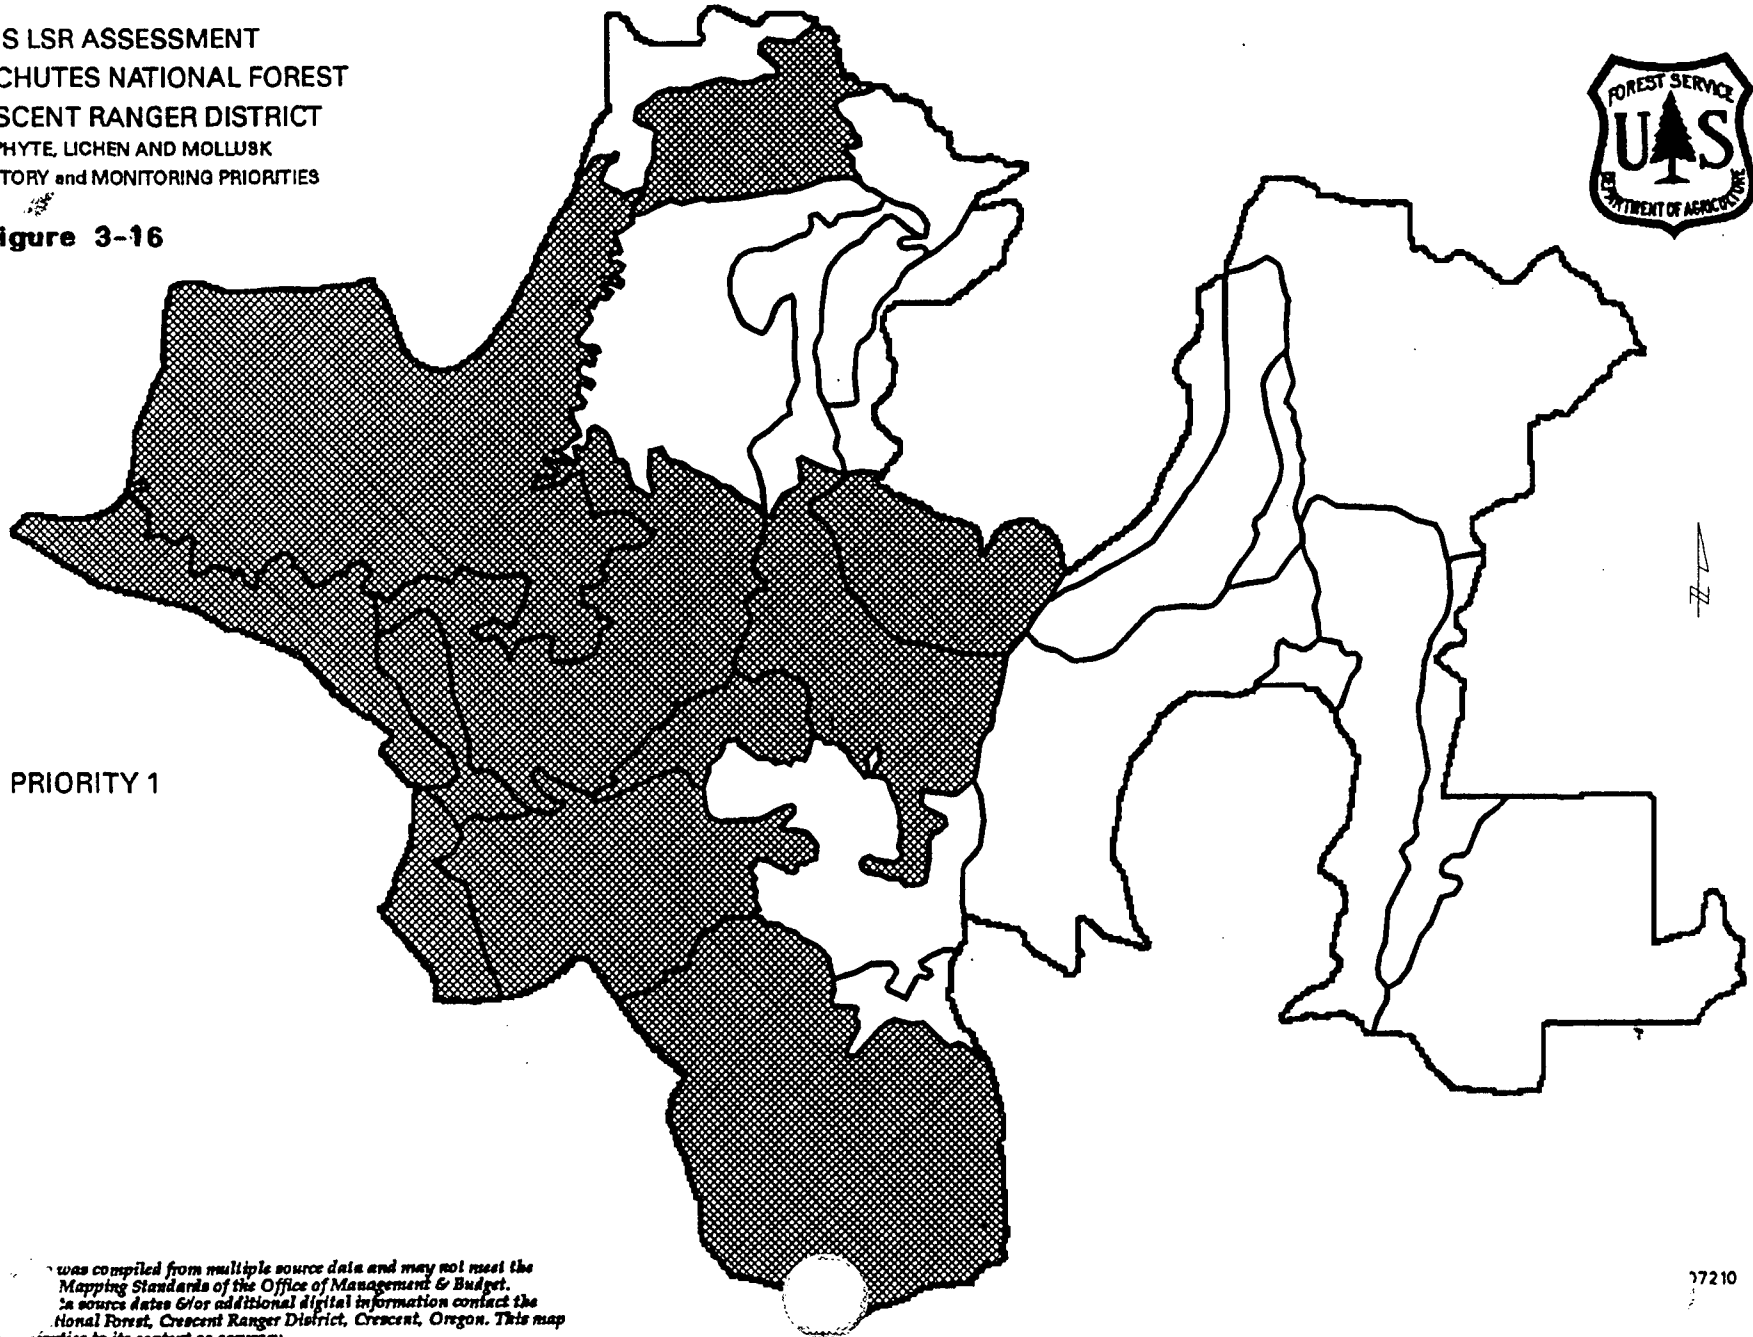 S LSR ASSESSMENT
CHUTES NATIONAL FOREST
SCENT RANGER DISTRICT
PHYTE, LICHEN AND MOLLUSK
TORY and MONITORING PRIORITIES
igure 3-16
FOREST SERVICE
US
DEPARTMENT OF AGRICULTURE
PRIORITY 1
was compiled from multiple source data and may not meet the
Mapping Standards of the Office of Management & Budget.
source dates &/or additional digital information contact the
tional Forest, Crescent Ranger District, Crescent, Oregon. This map
7210